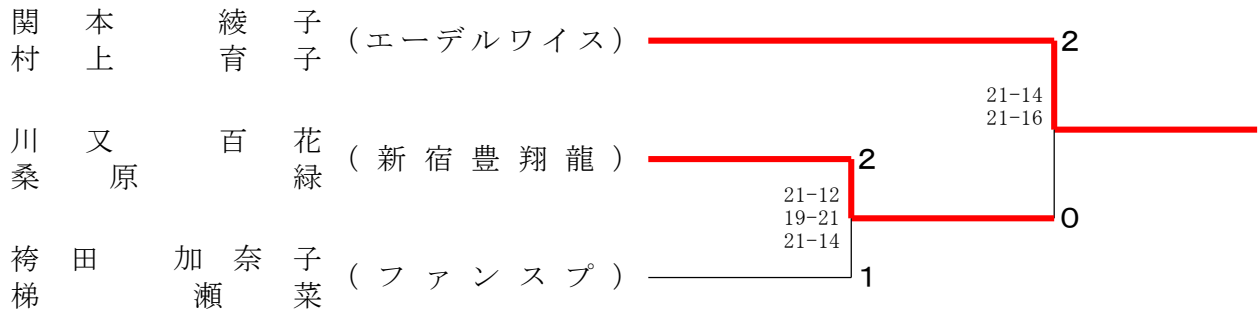 関本 綾子
村上 育子
(エーデルワイス)
2
21-14
21-16
川又 百花
桑原 緑
(新宿豊翔龍)
2
21-12
19-21
21-14
0
袴田 加奈子
梯 瀬菜
(ファンスプ)
1